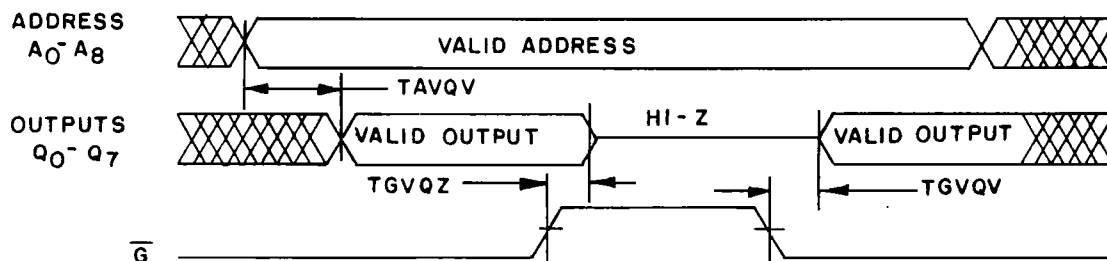 ADDRESS
A0 - A8
VALID ADDRESS
TAVQV
OUTPUTS
Q0 - Q7
VALID OUTPUT
HI - Z
VALID OUTPUT
TGVQZ
TGVQV
G̅